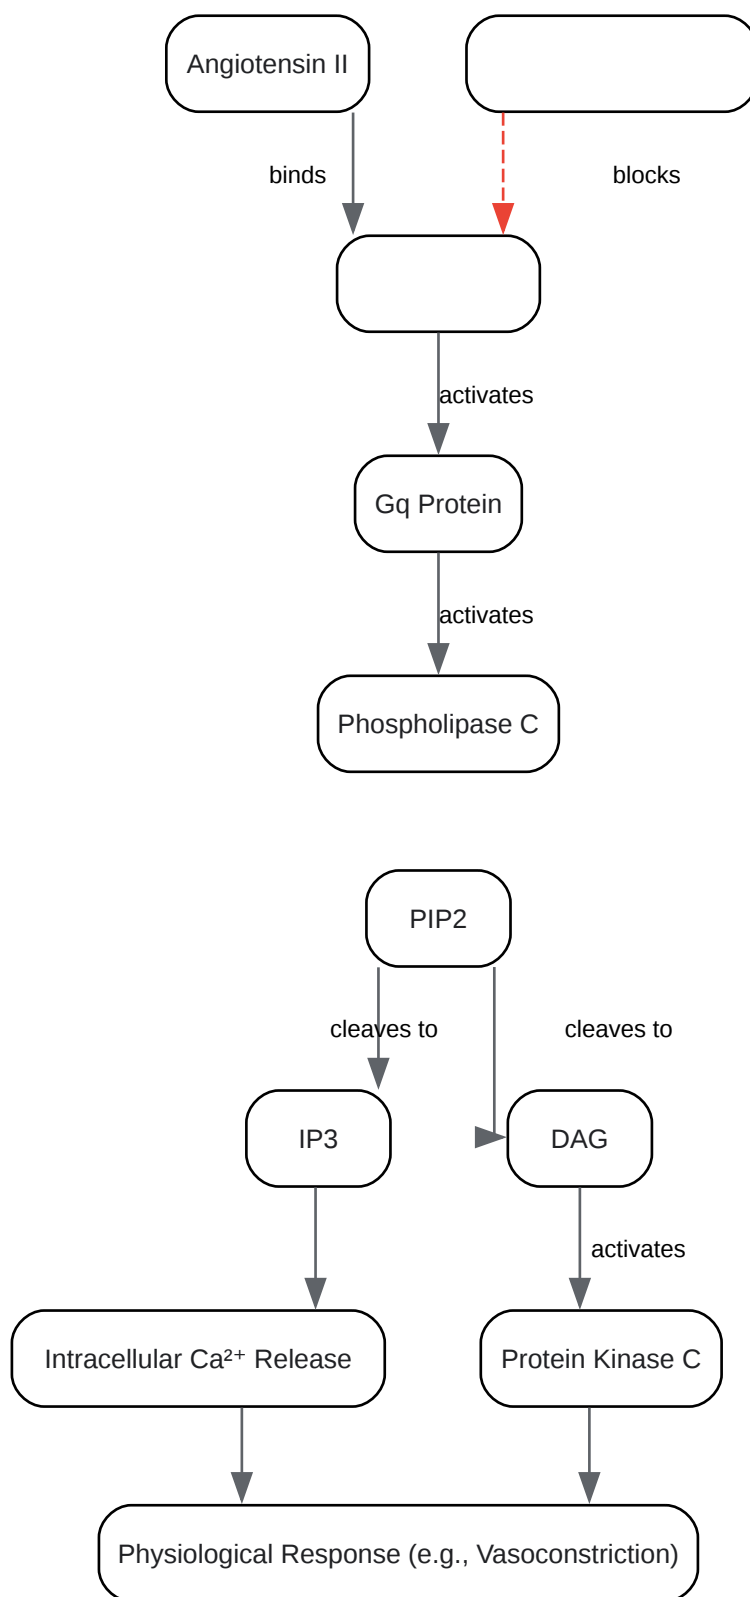 Angiotensin II
binds
blocks
activates
Gq Protein
activates
Phospholipase C
PIP2
cleaves to
cleaves to
IP3
DAG
activates
Intracellular Ca²⁺ Release
Protein Kinase C
Physiological Response (e.g., Vasoconstriction)